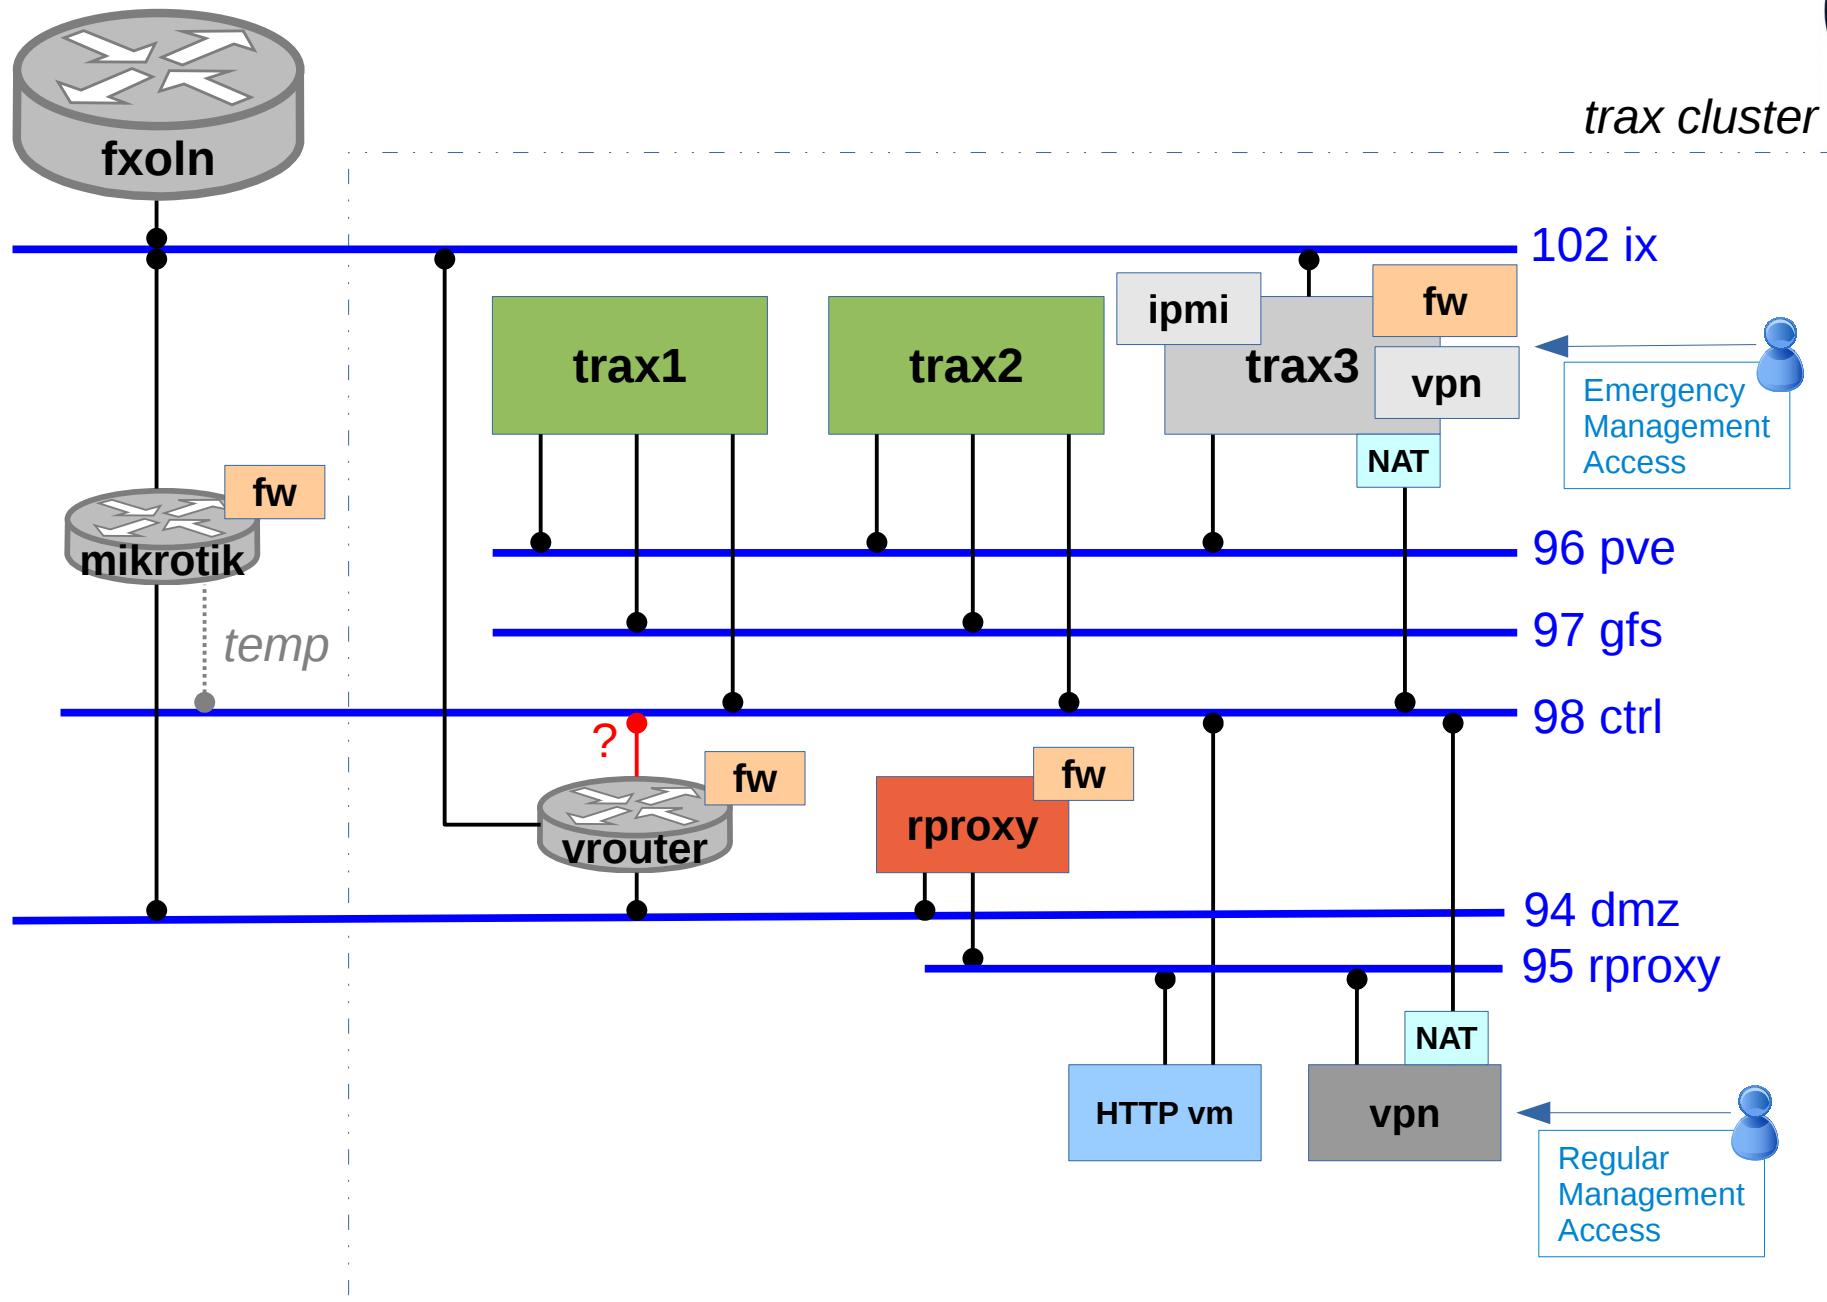 trax cluster
fxoln
102 ix
ipmi
fw
trax1
trax2
trax3
vpn
Emergency
Management
Access
NAT
fw
mikrotik
96 pve
temp
97 gfs
98 ctrl
?
fw
fw
vrouter
rproxy
94 dmz
95 rproxy
NAT
HTTP vm
vpn
Regular
Management
Access